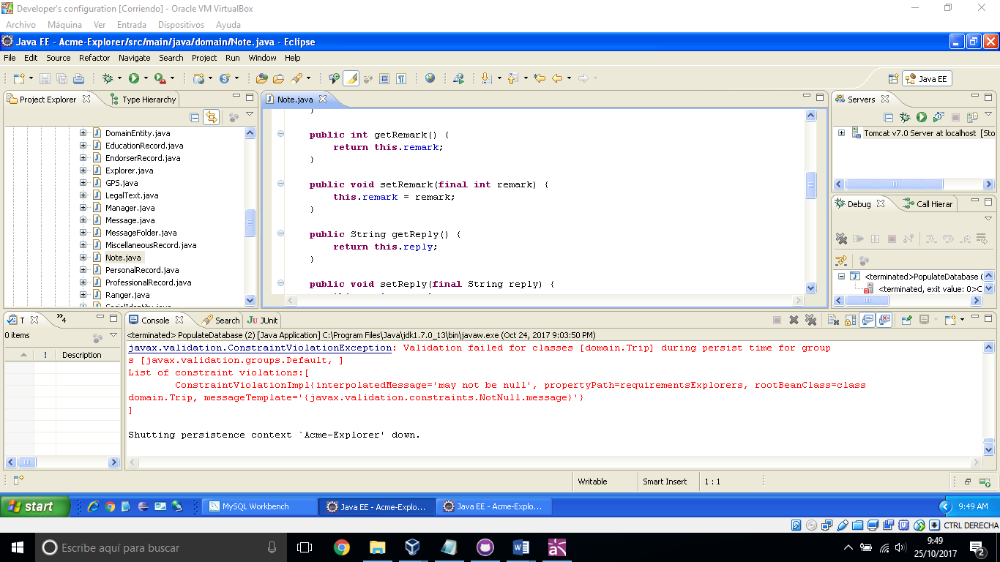 Developer's configuration [Corriendo] - Oracle VM VirtualBox
Archivo Máquina Ver Entrada Dispositivos Ayuda
Java EE - Acme-Explorer/src/main/java/domain/Note.java - Eclipse
File Edit Source Refactor Navigate Search Project Run Window Help
Java EE
Project Explorer Type Hierarchy
DomainEntity.java
EducationRecord.java
EndorserRecord.java
Explorer.java
GPS.java
LegalText.java
Manager.java
Message.java
MessageFolder.java
MiscellaneousRecord.java
Note.java
PersonalRecord.java
ProfessionalRecord.java
Ranger.java
Note.java
}
public int getRemark() {
return this.remark;
}
public void setRemark(final int remark) {
this.remark = remark;
}
public String getReply() {
return this.reply;
}
public void setReply(final String reply) {
Servers
Tomcat v7.0 Server at localhost [Sto
Debug Call Hierar
<terminated>PopulateDatabase (
<terminated, exit value: 0>C
T 4
0 items
! Description
Console Search JUnit
<terminated> PopulateDatabase (2) [Java Application] C:\Program Files\Java\jdk1.7.0_13\bin\javaw.exe (Oct 24, 2017 9:03:50 PM)
javax.validation.ConstraintViolationException: Validation failed for classes [domain.Trip] during persist time for group
s [javax.validation.groups.Default, ]
List of constraint violations:[
ConstraintViolationImpl{interpolatedMessage='may not be null', propertyPath=requirementsExplorers, rootBeanClass=class
domain.Trip, messageTemplate='{javax.validation.constraints.NotNull.message}'}
]
Shutting persistence context `Acme-Explorer' down.
Writable Smart Insert 1 : 1
start MySQL Workbench Java EE - Acme-Explo... Java EE - Acme-Explo... 9:49 AM
CTRL DERECHA
Escribe aquí para buscar
9:49
25/10/2017
2